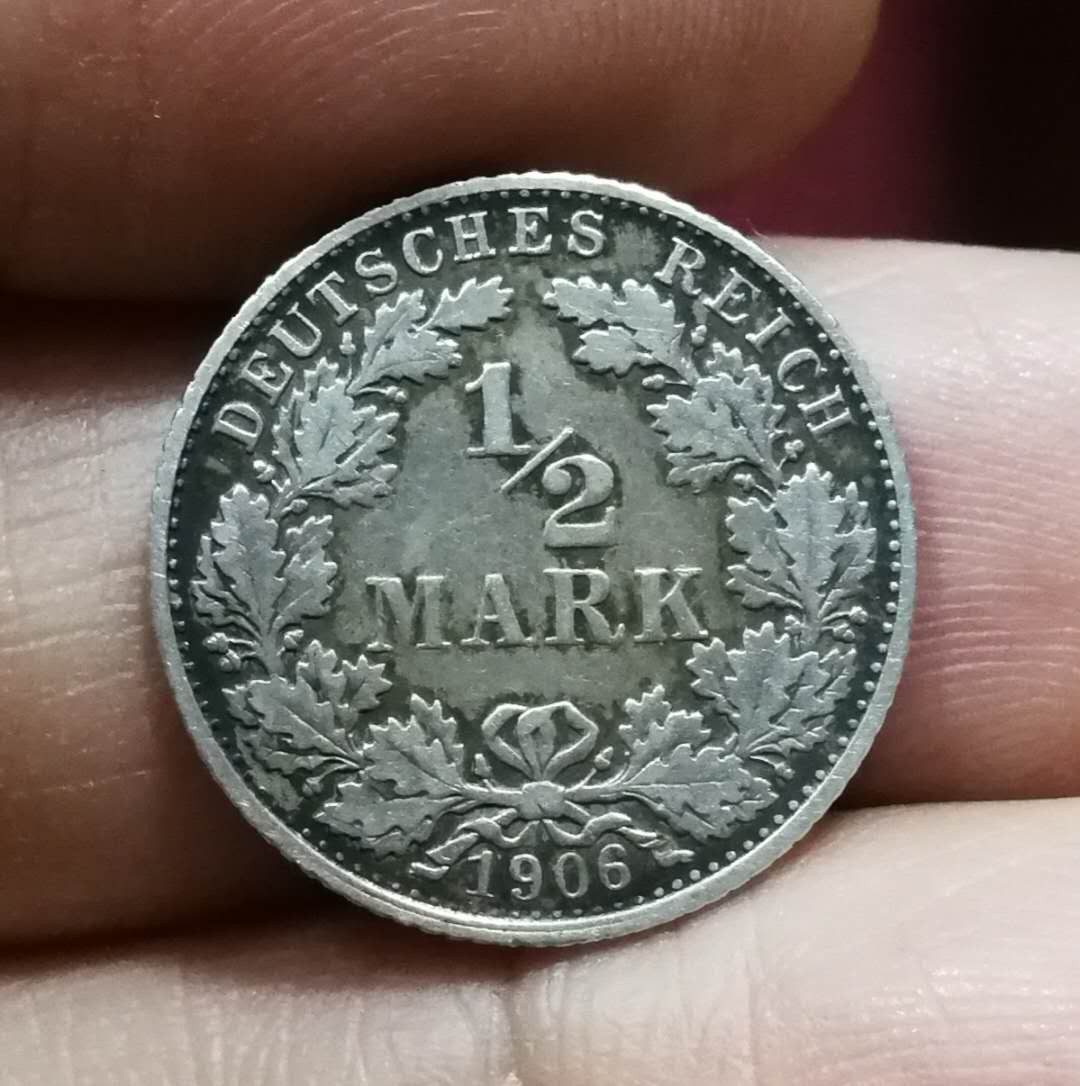 DEUTSCHES REICH
1/2
MARK
1906